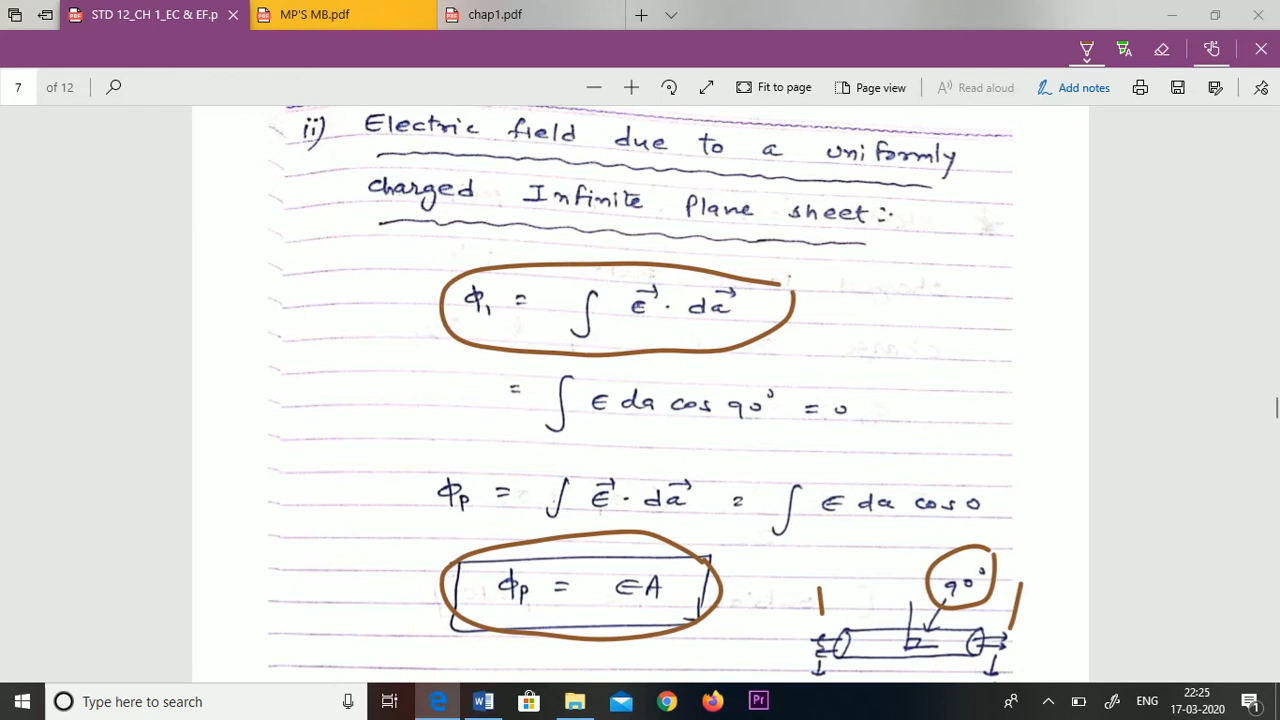 STD 12_CH 1_EC & EF.p
MP'S MB.pdf
chap1.pdf
7 of 12
Fit to page
Page view
Read aloud
Add notes
ii) Electric field due to a uniformly
charged Infinite Plane sheet :-
ϕ₁ = ∫ E⃗ · da⃗
= ∫ E da cos 90° = 0
ϕₚ = ∫ E⃗ · da⃗ = ∫ E da cos 0
ϕₚ = EA
90°
Type here to search
ENG
22:25
17-03-2020